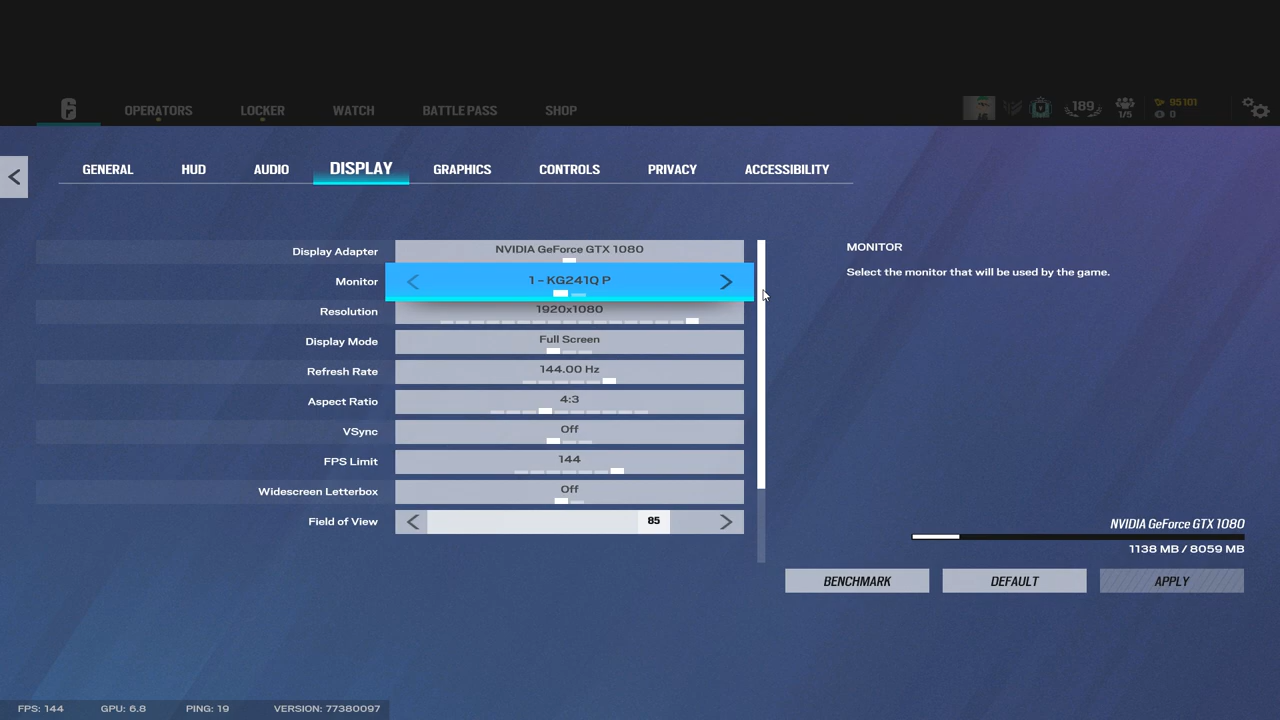 OPERATORS LOCKER WATCH BATTLE PASS SHOP 189 1/5 95101 0
GENERAL HUD AUDIO DISPLAY GRAPHICS CONTROLS PRIVACY ACCESSIBILITY
Display Adapter NVIDIA GeForce GTX 1080
Monitor 1 - KG241Q P
Resolution 1920x1080
Display Mode Full Screen
Refresh Rate 144.00 Hz
Aspect Ratio 4:3
VSync Off
FPS Limit 144
Widescreen Letterbox Off
Field of View 85
MONITOR
Select the monitor that will be used by the game.
NVIDIA GeForce GTX 1080
1138 MB / 8059 MB
BENCHMARK DEFAULT APPLY
FPS: 144 GPU: 6.8 PING: 19 VERSION: 77380097